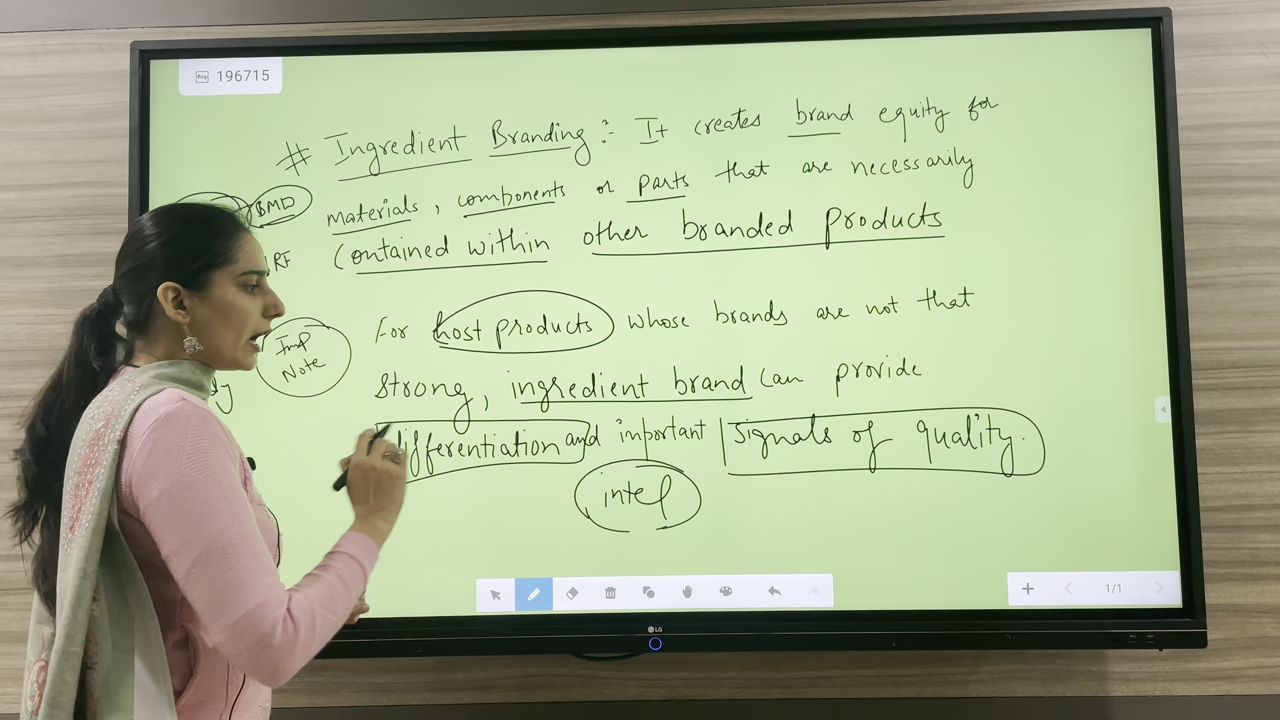 196715
# Ingredient Branding :- It creates brand equity for
BMD
materials, components or parts that are necessarily
RF
Contained within other branded products
Imp
Note
For host products whose brands are not that
strong, ingredient brand can provide
differentiation and important signals of quality.
intel
LG
1/1